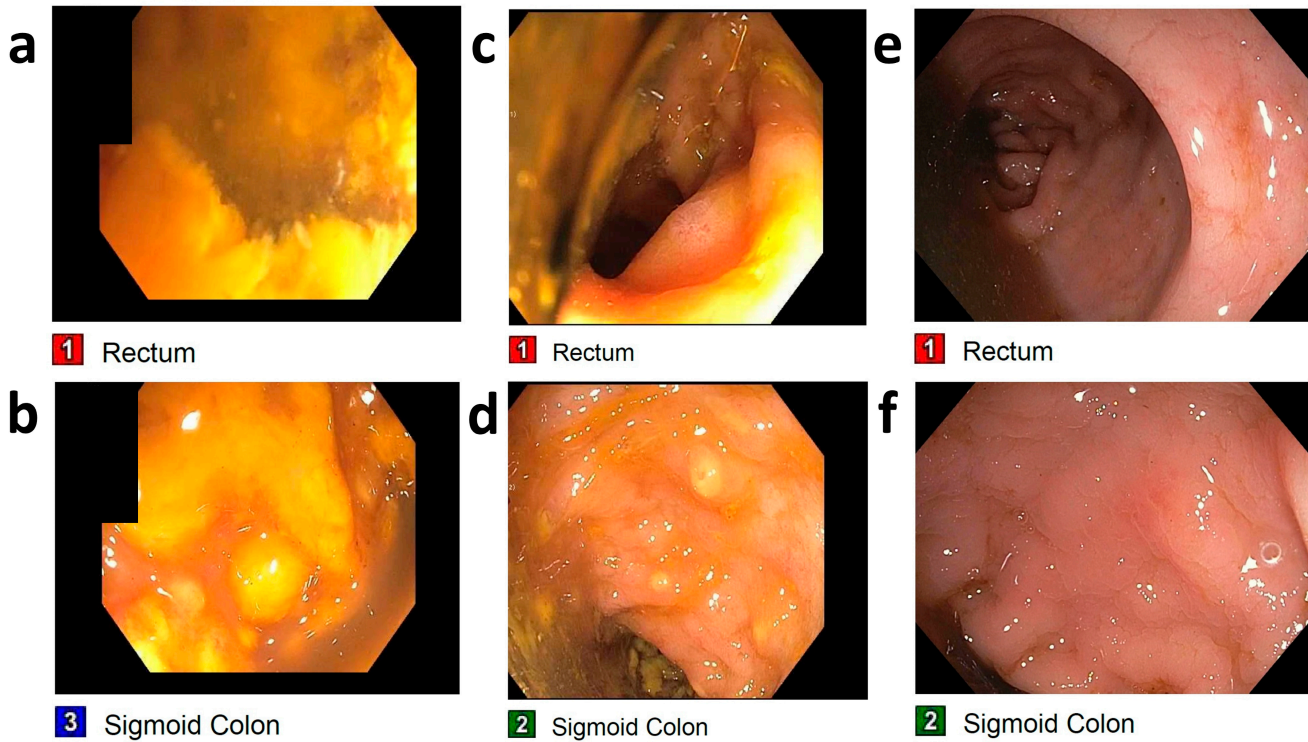 a
c
e
1 Rectum
1 Rectum
1 Rectum
b
d
f
3 Sigmoid Colon
2 Sigmoid Colon
2 Sigmoid Colon